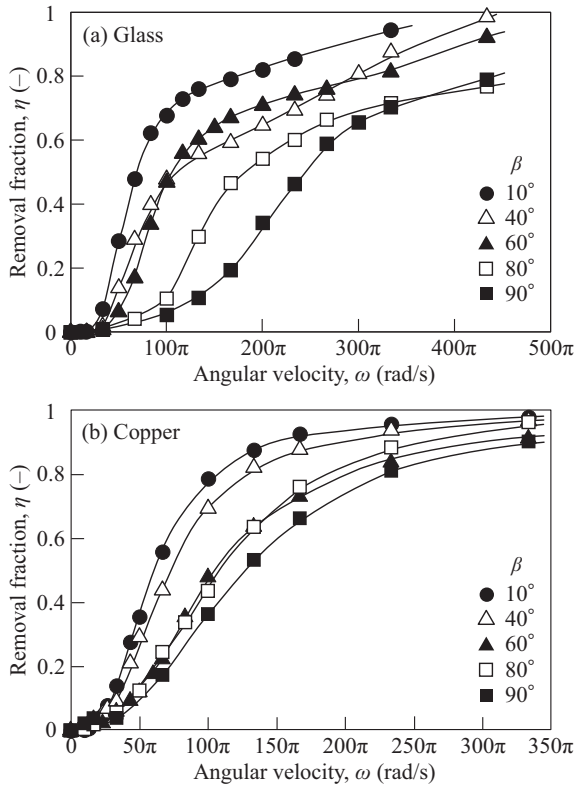 (a) Glass
Removal fraction, η (–)
1
0.8
0.6
0.4
0.2
0
β
10°
40°
60°
80°
90°
0 100π 200π 300π 400π 500π
Angular velocity, ω (rad/s)
(b) Copper
Removal fraction, η (–)
1
0.8
0.6
0.4
0.2
0
β
10°
40°
60°
80°
90°
0 50π 100π 150π 200π 250π 300π 350π
Angular velocity, ω (rad/s)